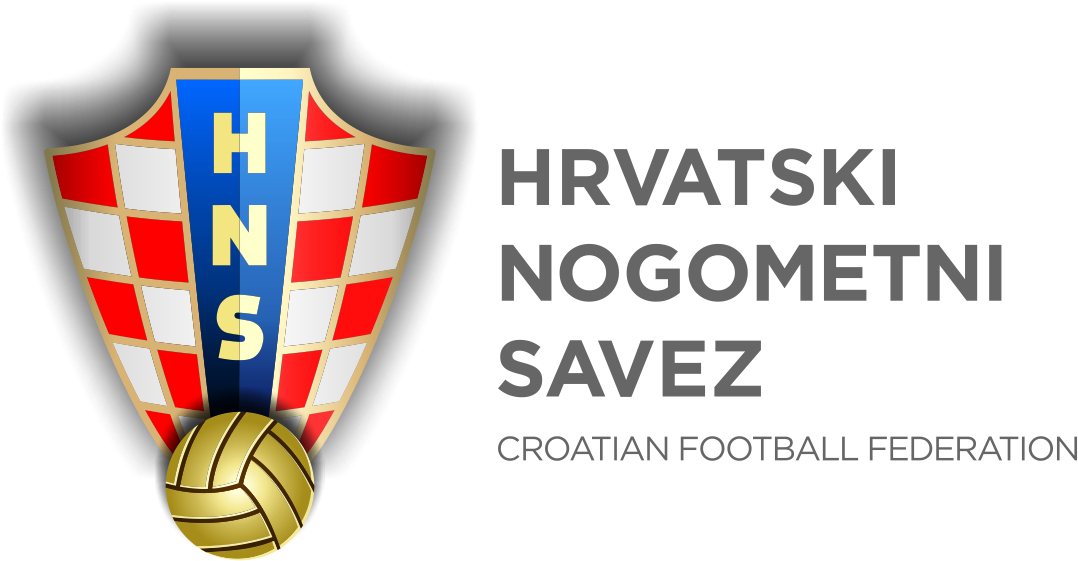 H
N
S
HRVATSKI
NOGOMETNI
SAVEZ
CROATIAN FOOTBALL FEDERATION